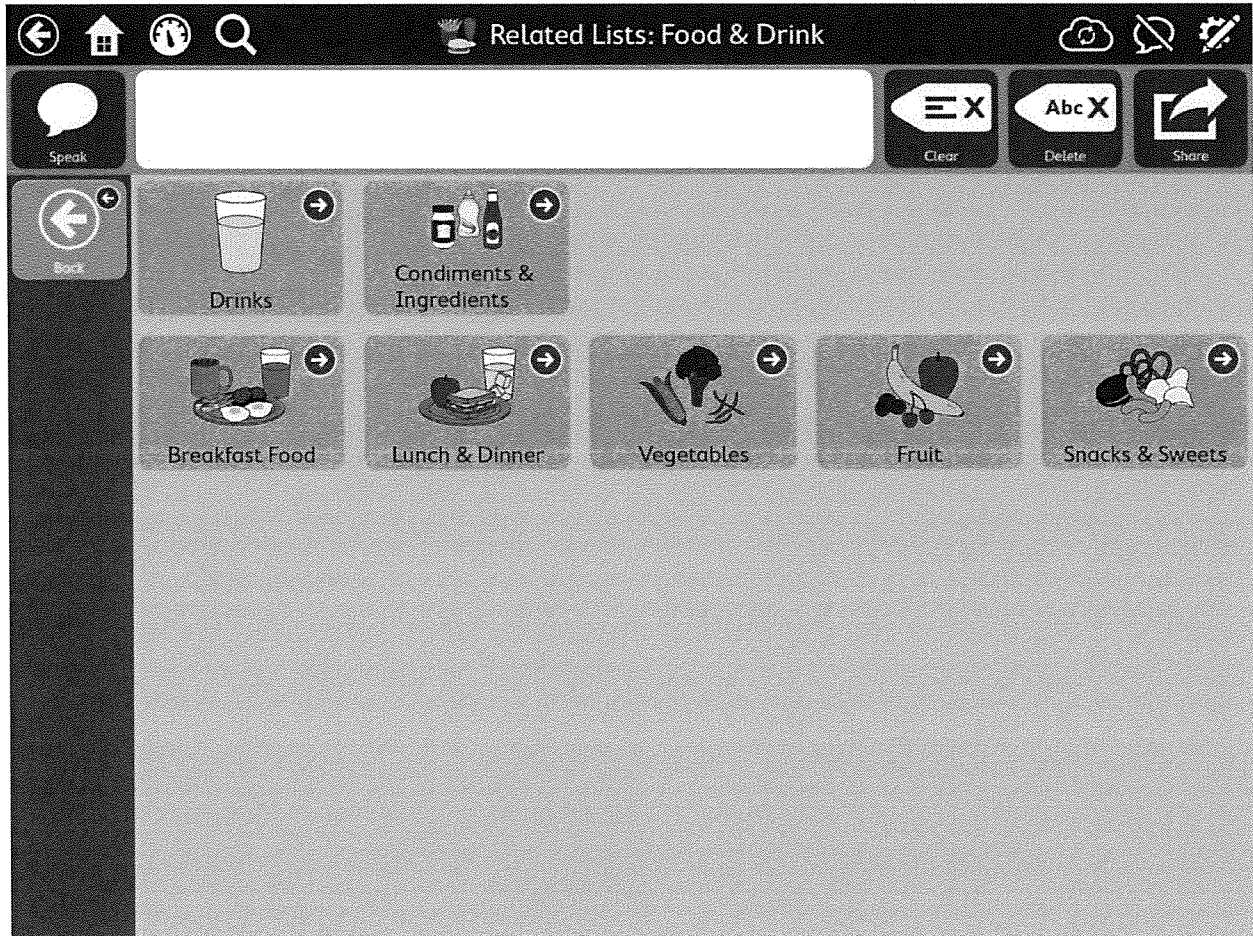 Related Lists: Food & Drink
Speak
Clear
Abc X
Delete
Share
Back
Drinks
Condiments &
Ingredients
Breakfast Food
Lunch & Dinner
Vegetables
Fruit
Snacks & Sweets